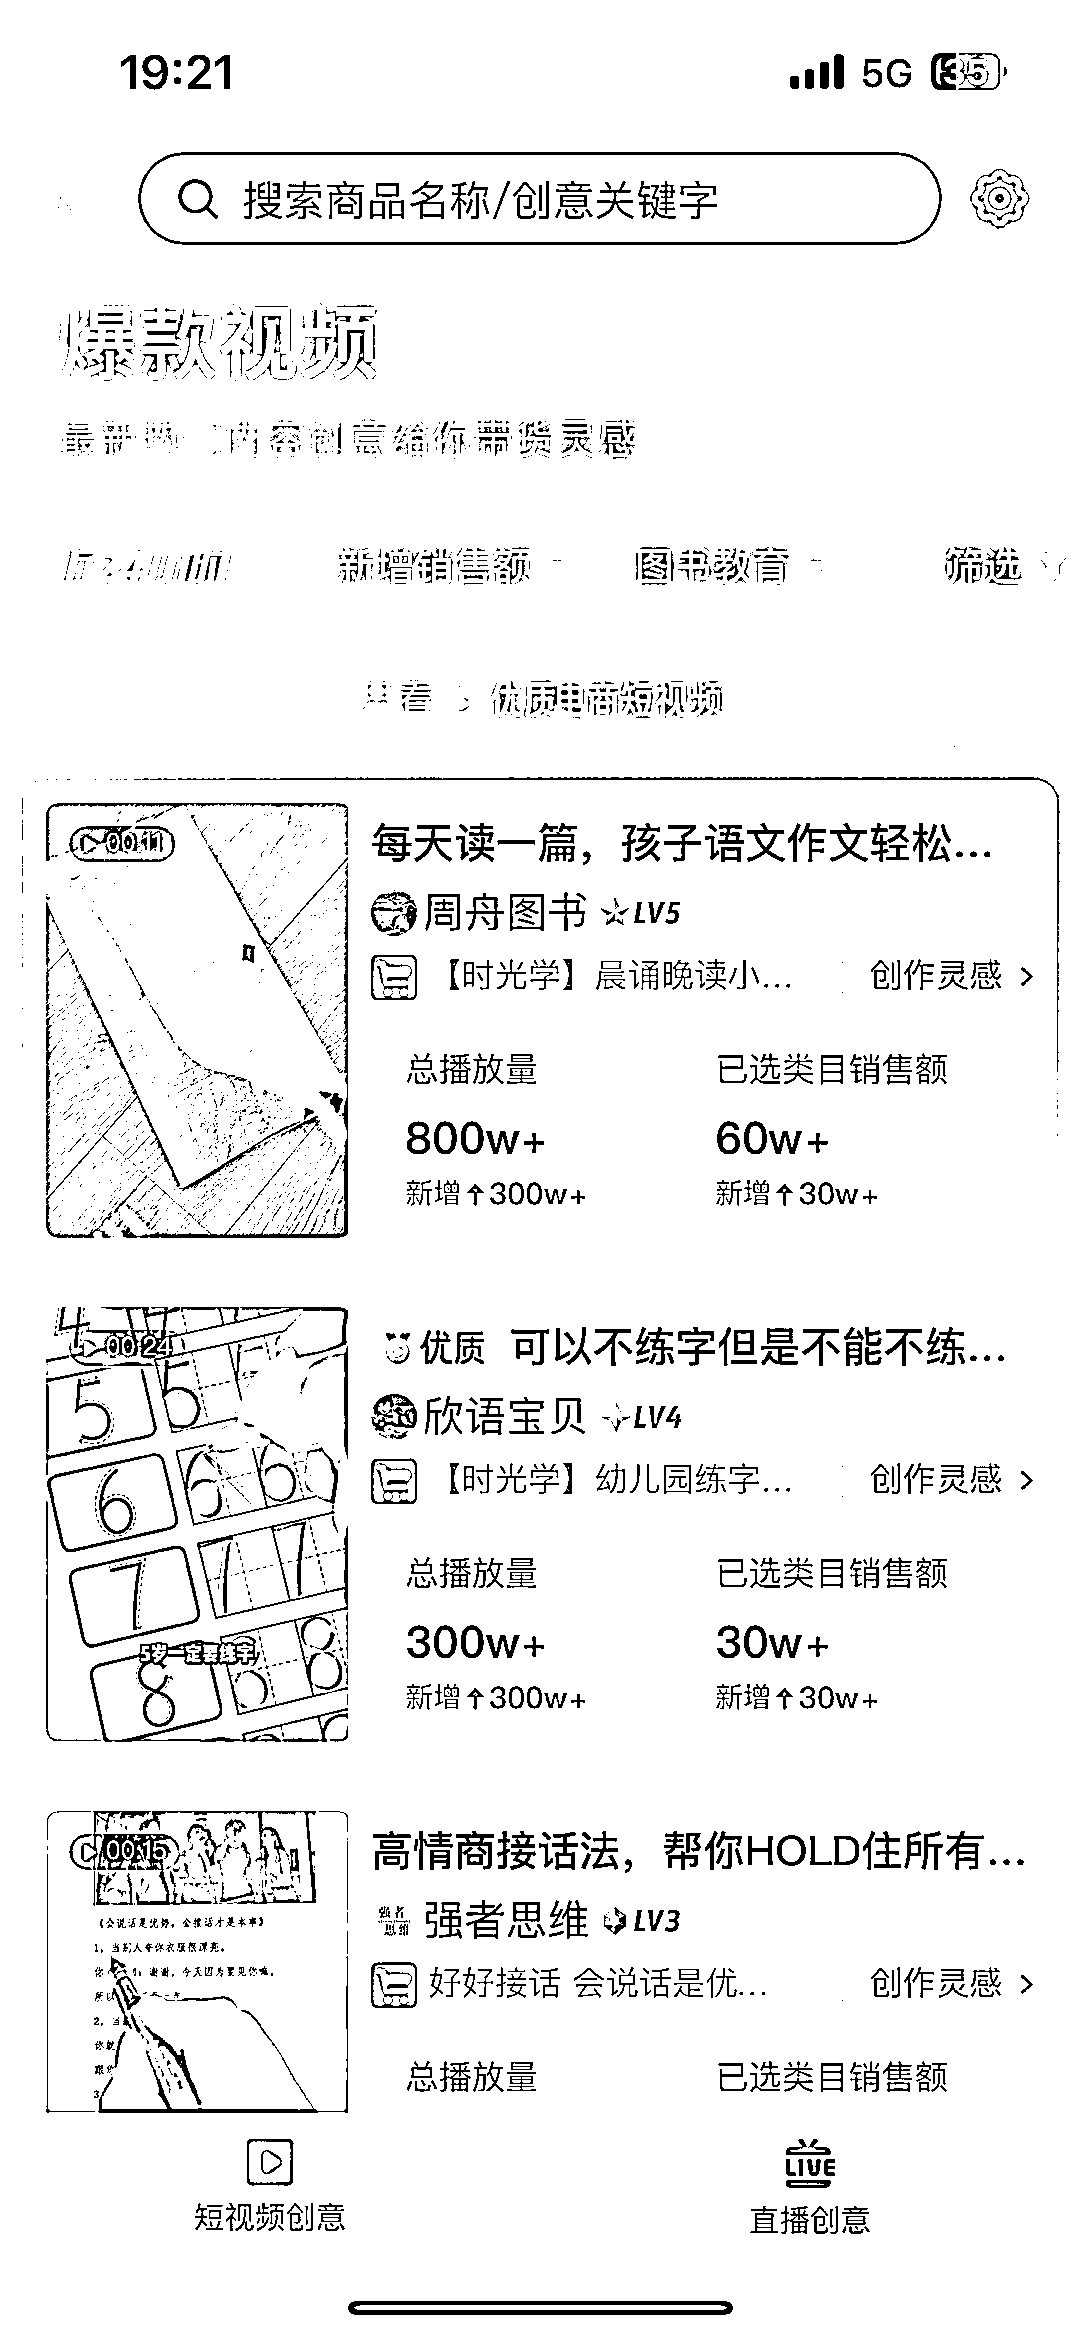 19:21 5G 35
搜索商品名称/创意关键字
爆款视频
最新 内容创意给你带货灵感
近24小时 新增销售额 图书教育 筛选
只看 优质电商短视频
00:11
每天读一篇，孩子语文作文轻松...
周舟图书 LV5
【时光学】晨诵晚读小... 创作灵感 >
总播放量 已选类目销售额
800w+ 60w+
新增↑300w+ 新增↑30w+
00:24
优质 可以不练字但是不能不练...
欣语宝贝 LV4
【时光学】幼儿园练字... 创作灵感 >
总播放量 已选类目销售额
300w+ 30w+
新增↑300w+ 新增↑30w+
5 5
6 6 6
7 7 7
5岁一定要练字
8 8
00:15
高情商接话法，帮你HOLD住所有...
强者思维 强者思维 LV3
好好接话 会说话是优... 创作灵感 >
总播放量 已选类目销售额
《会说话是优势，会接话才是本事》
1，当别人夸你衣服很漂亮。
谢谢，今天因为要见你嘛。
2，当
3
短视频创意 LIVE 直播创意